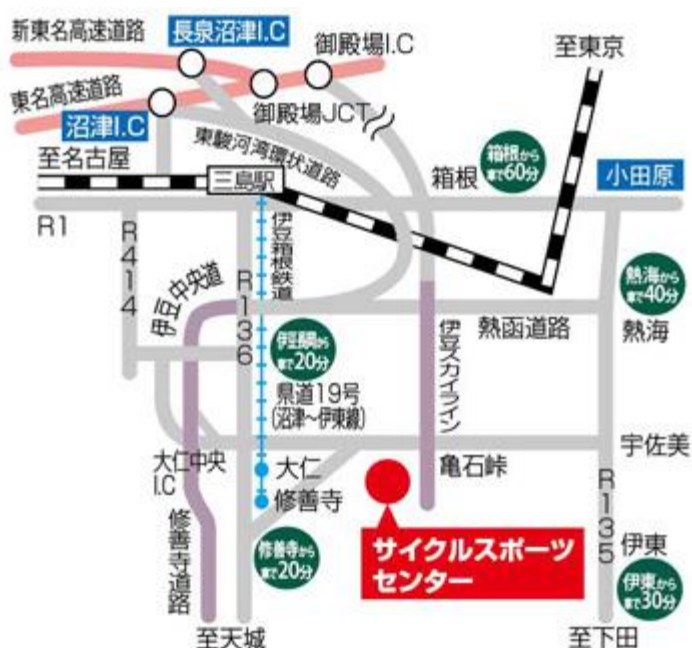 新東名高速道路
長泉沼津I.C
御殿場I.C
至東京
東名高速道路
沼津I.C
御殿場JCT
至名古屋
東駿河湾環状道路
三島駅
箱根
箱根から
車で60分
小田原
R1
R414
伊豆中央道
R136
伊豆箱根鉄道
伊豆長岡から
車で20分
県道19号
(沼津〜伊東線)
伊豆スカイライン
熱函道路
熱海から
車で40分
熱海
大仁中央
I.C
大仁
修善寺
亀石峠
宇佐美
修善寺道路
修善寺から
車で20分
サイクルスポーツ
センター
R135
伊東
伊東から
車で30分
至天城
至下田